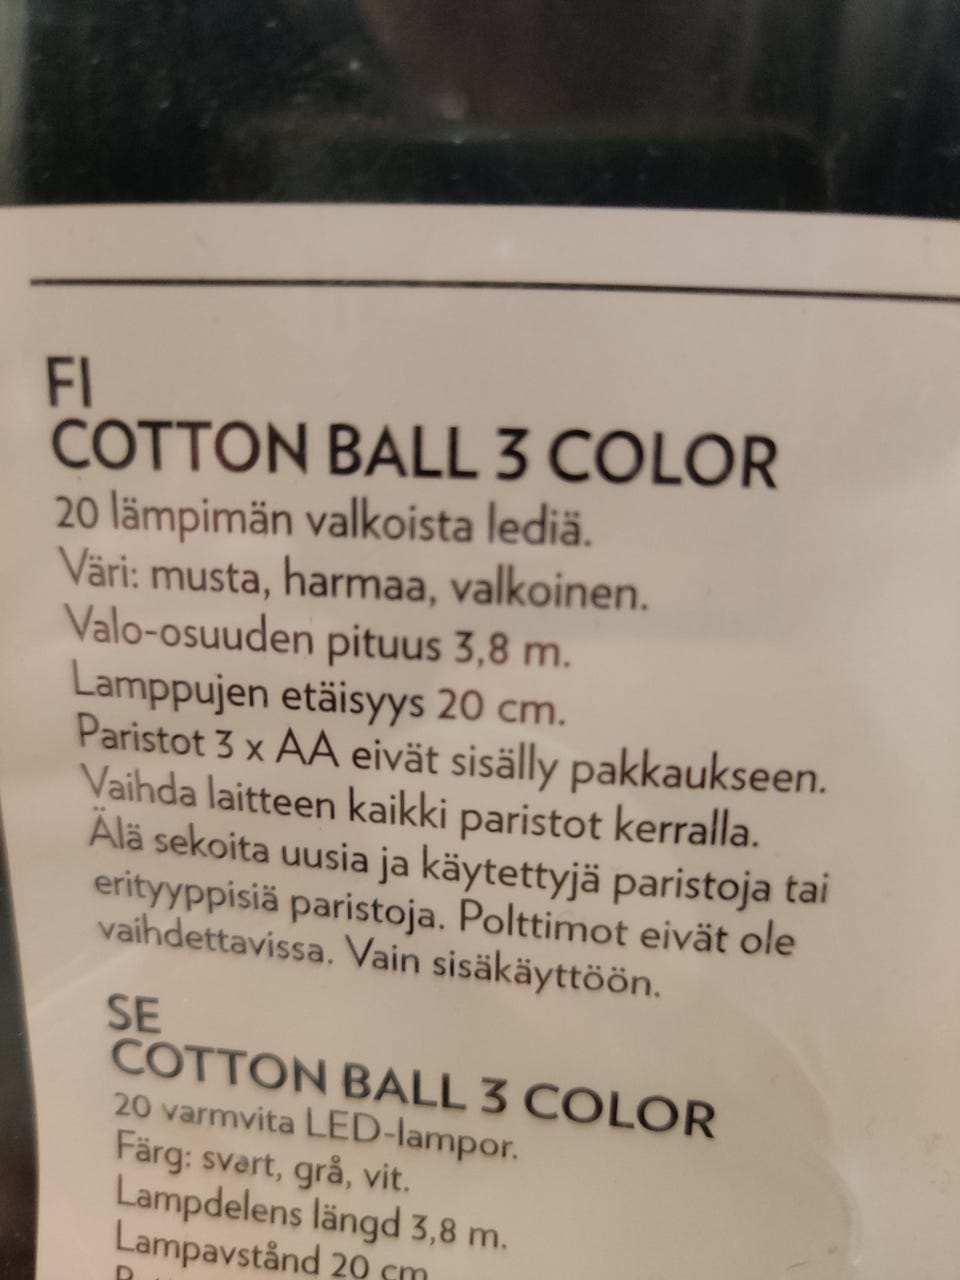 FI
COTTON BALL 3 COLOR
20 lämpimän valkoista lediä.
Väri: musta, harmaa, valkoinen.
Valo-osuuden pituus 3,8 m.
Lamppujen etäisyys 20 cm.
Paristot 3 x AA eivät sisälly pakkaukseen.
Vaihda laitteen kaikki paristot kerralla.
Älä sekoita uusia ja käytettyjä paristoja tai
erityyppisiä paristoja. Polttimot eivät ole
vaihdettavissa. Vain sisäkäyttöön.
SE
COTTON BALL 3 COLOR
20 varmvita LED-lampor.
Färg: svart, grå, vit.
Lampdelens längd 3,8 m.
Lampavstånd 20 cm